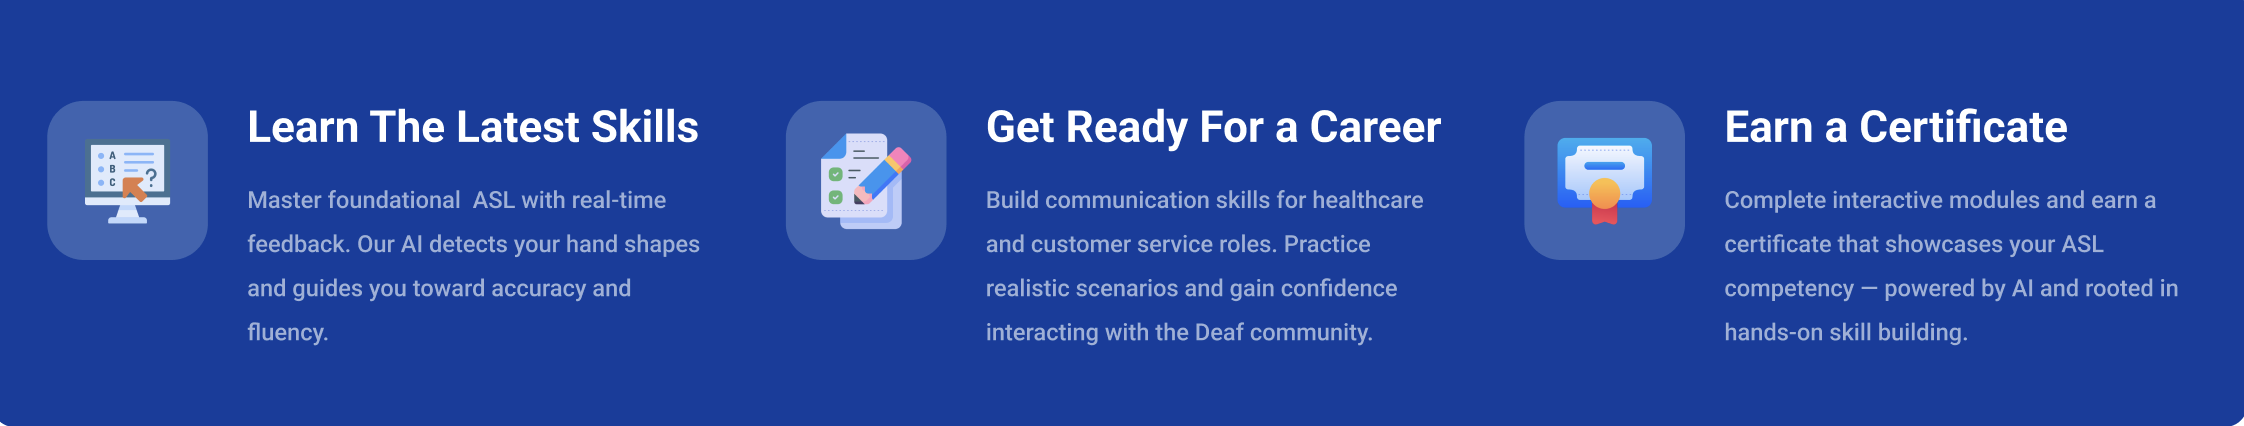 Learn The Latest Skills
Master foundational  ASL with real-time
feedback. Our AI detects your hand shapes
and guides you toward accuracy and
fluency.
A
B
C
?
Get Ready For a Career
Build communication skills for healthcare
and customer service roles. Practice
realistic scenarios and gain confidence
interacting with the Deaf community.
Earn a Certificate
Complete interactive modules and earn a
certificate that showcases your ASL
competency — powered by AI and rooted in
hands-on skill building.